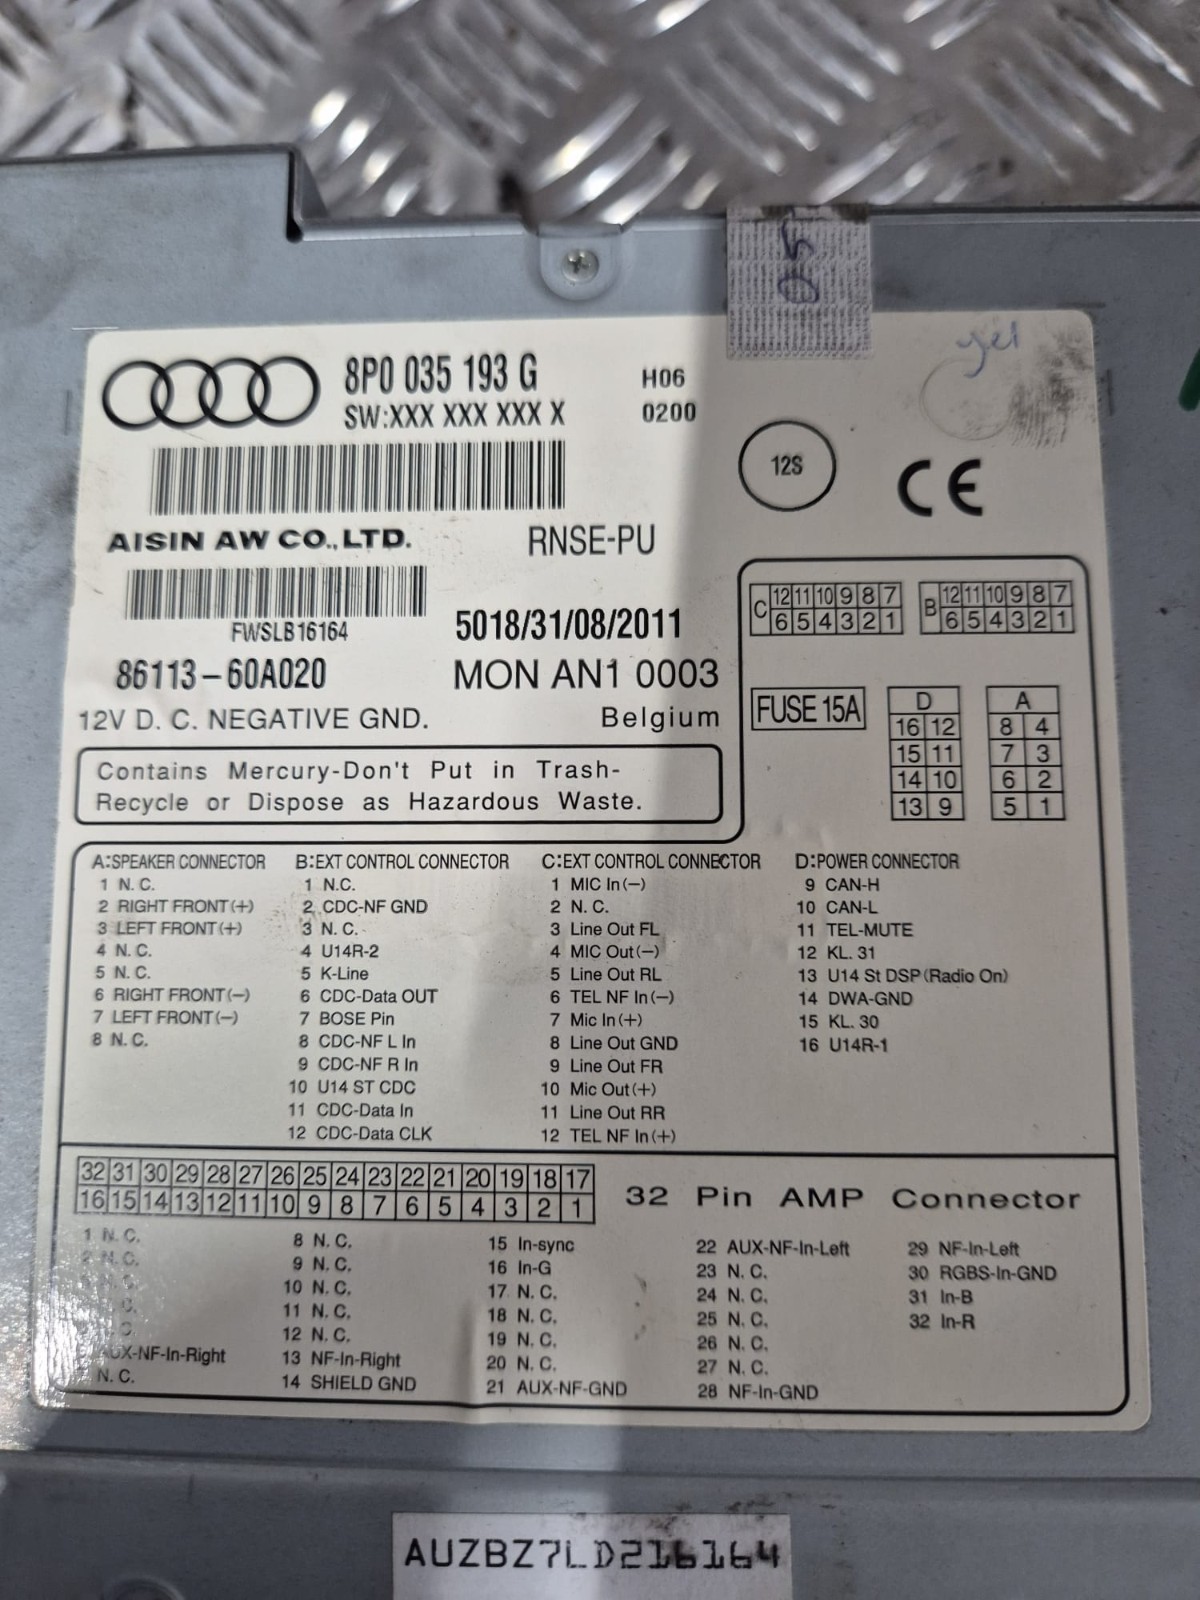 05
yel
8P0 035 193 G
H06
SW:XXX XXX XXX X
0200
12S
CE
AISIN AW CO.,LTD.
RNSE-PU
FWSLB16164
5018/31/08/2011
86113-60A020
MON AN1 0003
12V D. C. NEGATIVE GND.
Belgium
Contains Mercury-Don't Put in Trash-
Recycle or Dispose as Hazardous Waste.
C 12 11 10 9 8 7
6 5 4 3 2 1
B 12 11 10 9 8 7
6 5 4 3 2 1
FUSE 15A
D
16 12
15 11
14 10
13 9
A
8 4
7 3
6 2
5 1
A:SPEAKER CONNECTOR
1 N.C.
2 RIGHT FRONT(+)
3 LEFT FRONT(+)
4 N.C.
5 N.C.
6 RIGHT FRONT(-)
7 LEFT FRONT(-)
8 N.C.
B:EXT CONTROL CONNECTOR
1 N.C.
2 CDC-NF GND
3 N.C.
4 U14R-2
5 K-Line
6 CDC-Data OUT
7 BOSE Pin
8 CDC-NF L In
9 CDC-NF R In
10 U14 ST CDC
11 CDC-Data In
12 CDC-Data CLK
C:EXT CONTROL CONNECTOR
1 MIC In(-)
2 N.C.
3 Line Out FL
4 MIC Out(-)
5 Line Out RL
6 TEL NF In(-)
7 Mic In(+)
8 Line Out GND
9 Line Out FR
10 Mic Out(+)
11 Line Out RR
12 TEL NF In(+)
D:POWER CONNECTOR
9 CAN-H
10 CAN-L
11 TEL-MUTE
12 KL. 31
13 U14 St DSP(Radio On)
14 DWA-GND
15 KL. 30
16 U14R-1
32 31 30 29 28 27 26 25 24 23 22 21 20 19 18 17
16 15 14 13 12 11 10 9 8 7 6 5 4 3 2 1
32 Pin AMP Connector
1 N.C.
2 N.C.
N.C.
C.
C
AUX-NF-In-Right
N.C.
8 N.C.
9 N.C.
10 N.C.
11 N.C.
12 N.C.
13 NF-In-Right
14 SHIELD GND
15 In-sync
16 In-G
17 N.C.
18 N.C.
19 N.C.
20 N.C.
21 AUX-NF-GND
22 AUX-NF-In-Left
23 N.C.
24 N.C.
25 N.C.
26 N.C.
27 N.C.
28 NF-In-GND
29 NF-In-Left
30 RGBS-In-GND
31 In-B
32 In-R
AUZBZ7LD216164